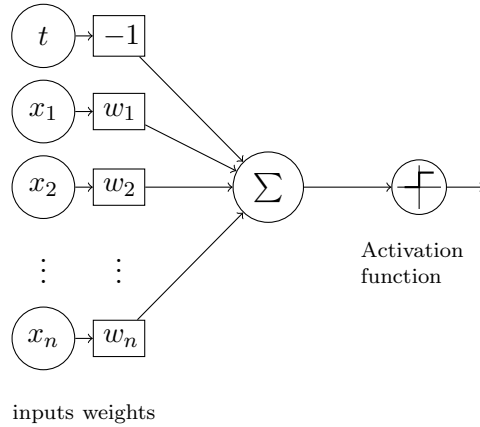 t -1
x₁ w₁
x₂ w₂ ∑
Activation
function
⋮ ⋮
xₙ wₙ
inputs weights